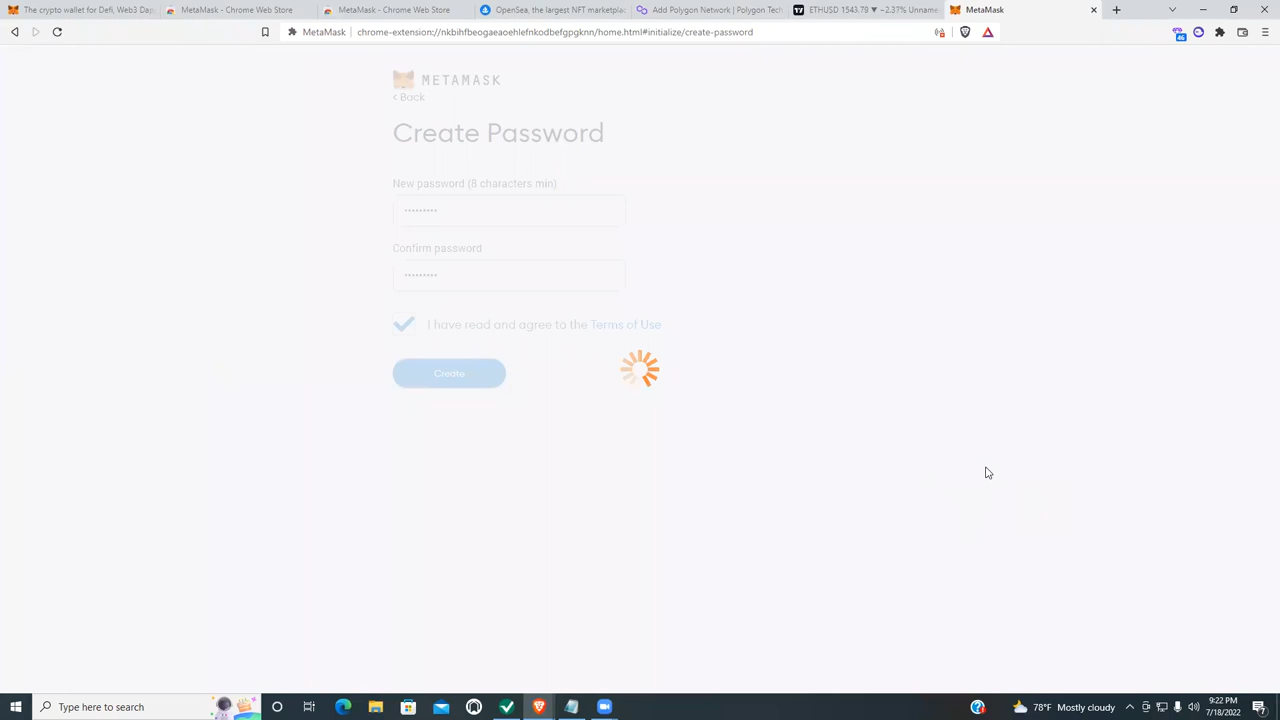 The crypto wallet for Defi, Web3 Dap
MetaMask - Chrome Web Store
MetaMask - Chrome Web Store
OpenSea, the largest NFT marketplac
Add Polygon Network | Polygon Tech
ETHUSD 1543.79 ▼ −2.37% Unname
MetaMask
MetaMask
chrome-extension://nkbihfbeogaeaoehlefnkodbefgpgknn/home.html#initialize/create-password
46
METAMASK
< Back
Create Password
New password (8 characters min)
•••••••••
Confirm password
•••••••••
I have read and agree to the Terms of Use
Create
Type here to search
78°F Mostly cloudy
9:22 PM
7/18/2022